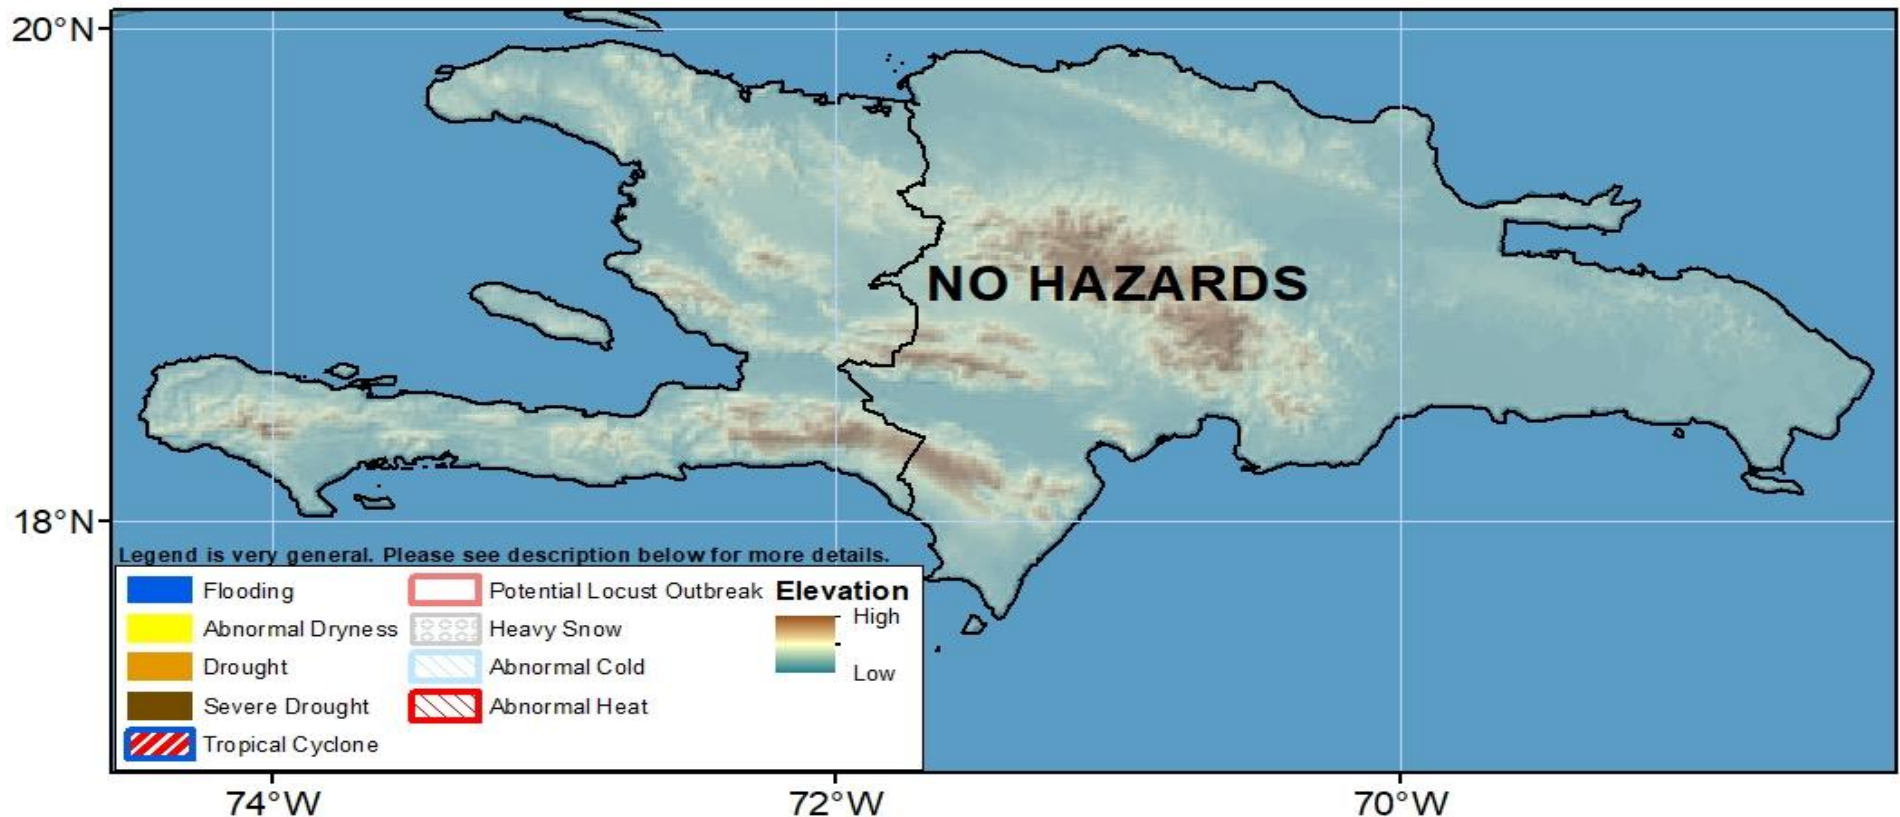 20°N
NO HAZARDS
18°N
Legend is very general. Please see description below for more details.
Flooding
Abnormal Dryness
Drought
Severe Drought
Tropical Cyclone
Potential Locust Outbreak
Heavy Snow
Abnormal Cold
Abnormal Heat
Elevation
High
Low
74°W
72°W
70°W